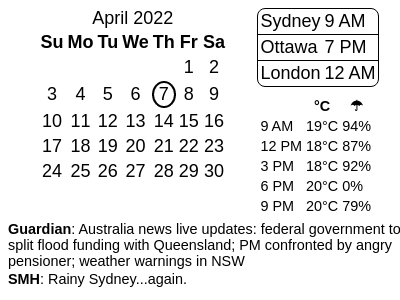 April 2022
Su Mo Tu We Th Fr Sa
1 2
3 4 5 6 7 8 9
10 11 12 13 14 15 16
17 18 19 20 21 22 23
24 25 26 27 28 29 30
Sydney 9 AM
Ottawa 7 PM
London 12 AM
°C ☂
9 AM 19°C 94%
12 PM 18°C 87%
3 PM 18°C 92%
6 PM 20°C 0%
9 PM 20°C 79%
Guardian: Australia news live updates: federal government to
split flood funding with Queensland; PM confronted by angry
pensioner; weather warnings in NSW
SMH: Rainy Sydney...again.